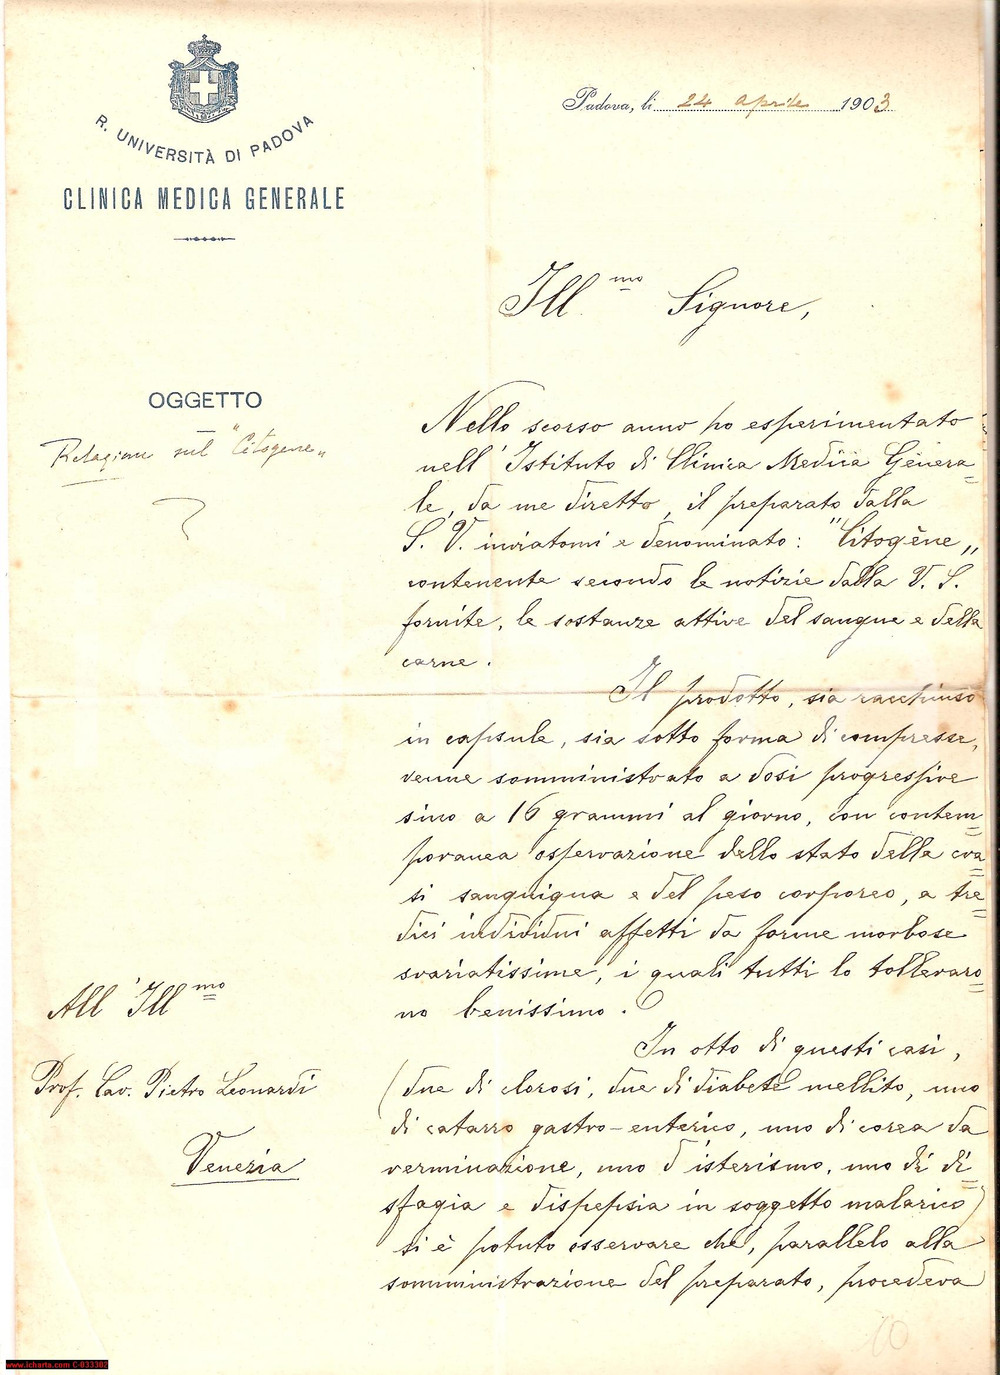 R. UNIVERSITÀ DI PADOVA
CLINICA MEDICA GENERALE
Padova, li 24 aprile 1903
Ill.mo Signore,
OGGETTO
Relazione sul "Citogene"
Nello scorso anno ho esperimentato
nell'Istituto di Clinica Medica Genera=
le, da me diretto, il preparato dalla
S. V. inviatomi e denominato: "Citogène„
contenente secondo le notizie dalla V. S.
fornite, le sostanze attive del sangue e della
carne.
Il prodotto, sia racchiuso
in capsule, sia sotto forma di compresse,
venne somministrato a dosi progressive
sino a 16 grammi al giorno, con contem=
poranea osservazione dello stato della cra=
si sanguigna e del peso corporeo, a tre=
dici individui affetti da forme morbose
svariatissime, i quali tutti lo tollevaro=
no benissimo.
In otto di questi casi,
(due di clorosi, due di diabete mellito, uno
di catarro gastro-enterico, uno di corea da
verminazione, uno d'isterismo, uno di di=
sfagia e dispepsia in soggetto malarico)
si è potuto osservare che, parallelo alla
somministrazione del preparato, procedeva
All'Ill.mo
Prof. Cav. Pietro Leonardi
Venezia
10
www.icharta.com C-033302